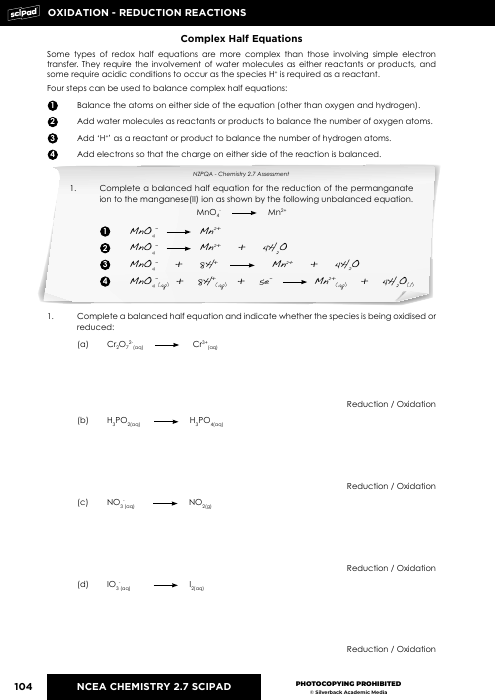 scipad OXIDATION - REDUCTION REACTIONS
Complex Half Equations
Some types of redox half equations are more complex than those involving simple electron
transfer. They require the involvement of water molecules as either reactants or products, and
some require acidic conditions to occur as the species H⁺ is required as a reactant.
Four steps can be used to balance complex half equations:
1 Balance the atoms on either side of the equation (other than oxygen and hydrogen).
2 Add water molecules as reactants or products to balance the number of oxygen atoms.
3 Add 'H⁺' as a reactant or product to balance the number of hydrogen atoms.
4 Add electrons so that the charge on either side of the reaction is balanced.
NZPQA - Chemistry 2.7 Assessment
1. Complete a balanced half equation for the reduction of the permanganate
ion to the manganese(II) ion as shown by the following unbalanced equation.
MnO₄⁻ → Mn²⁺
1 MnO₄⁻ → Mn²⁺
2 MnO₄⁻ → Mn²⁺ + 4H₂O
3 MnO₄⁻ + 8H⁺ → Mn²⁺ + 4H₂O
4 MnO₄⁻(aq) + 8H⁺(aq) + 5e⁻ → Mn²⁺(aq) + 4H₂O(l)
1. Complete a balanced half equation and indicate whether the species is being oxidised or
reduced:
(a) Cr₂O₇²⁻(aq) → Cr³⁺(aq)
Reduction / Oxidation
(b) H₃PO₂(aq) → H₃PO₄(aq)
Reduction / Oxidation
(c) NO₃⁻(aq) → NO₂(g)
Reduction / Oxidation
(d) IO₃⁻(aq) → I₂(aq)
Reduction / Oxidation
104 NCEA CHEMISTRY 2.7 SCIPAD PHOTOCOPYING PROHIBITED
© Silverback Academic Media